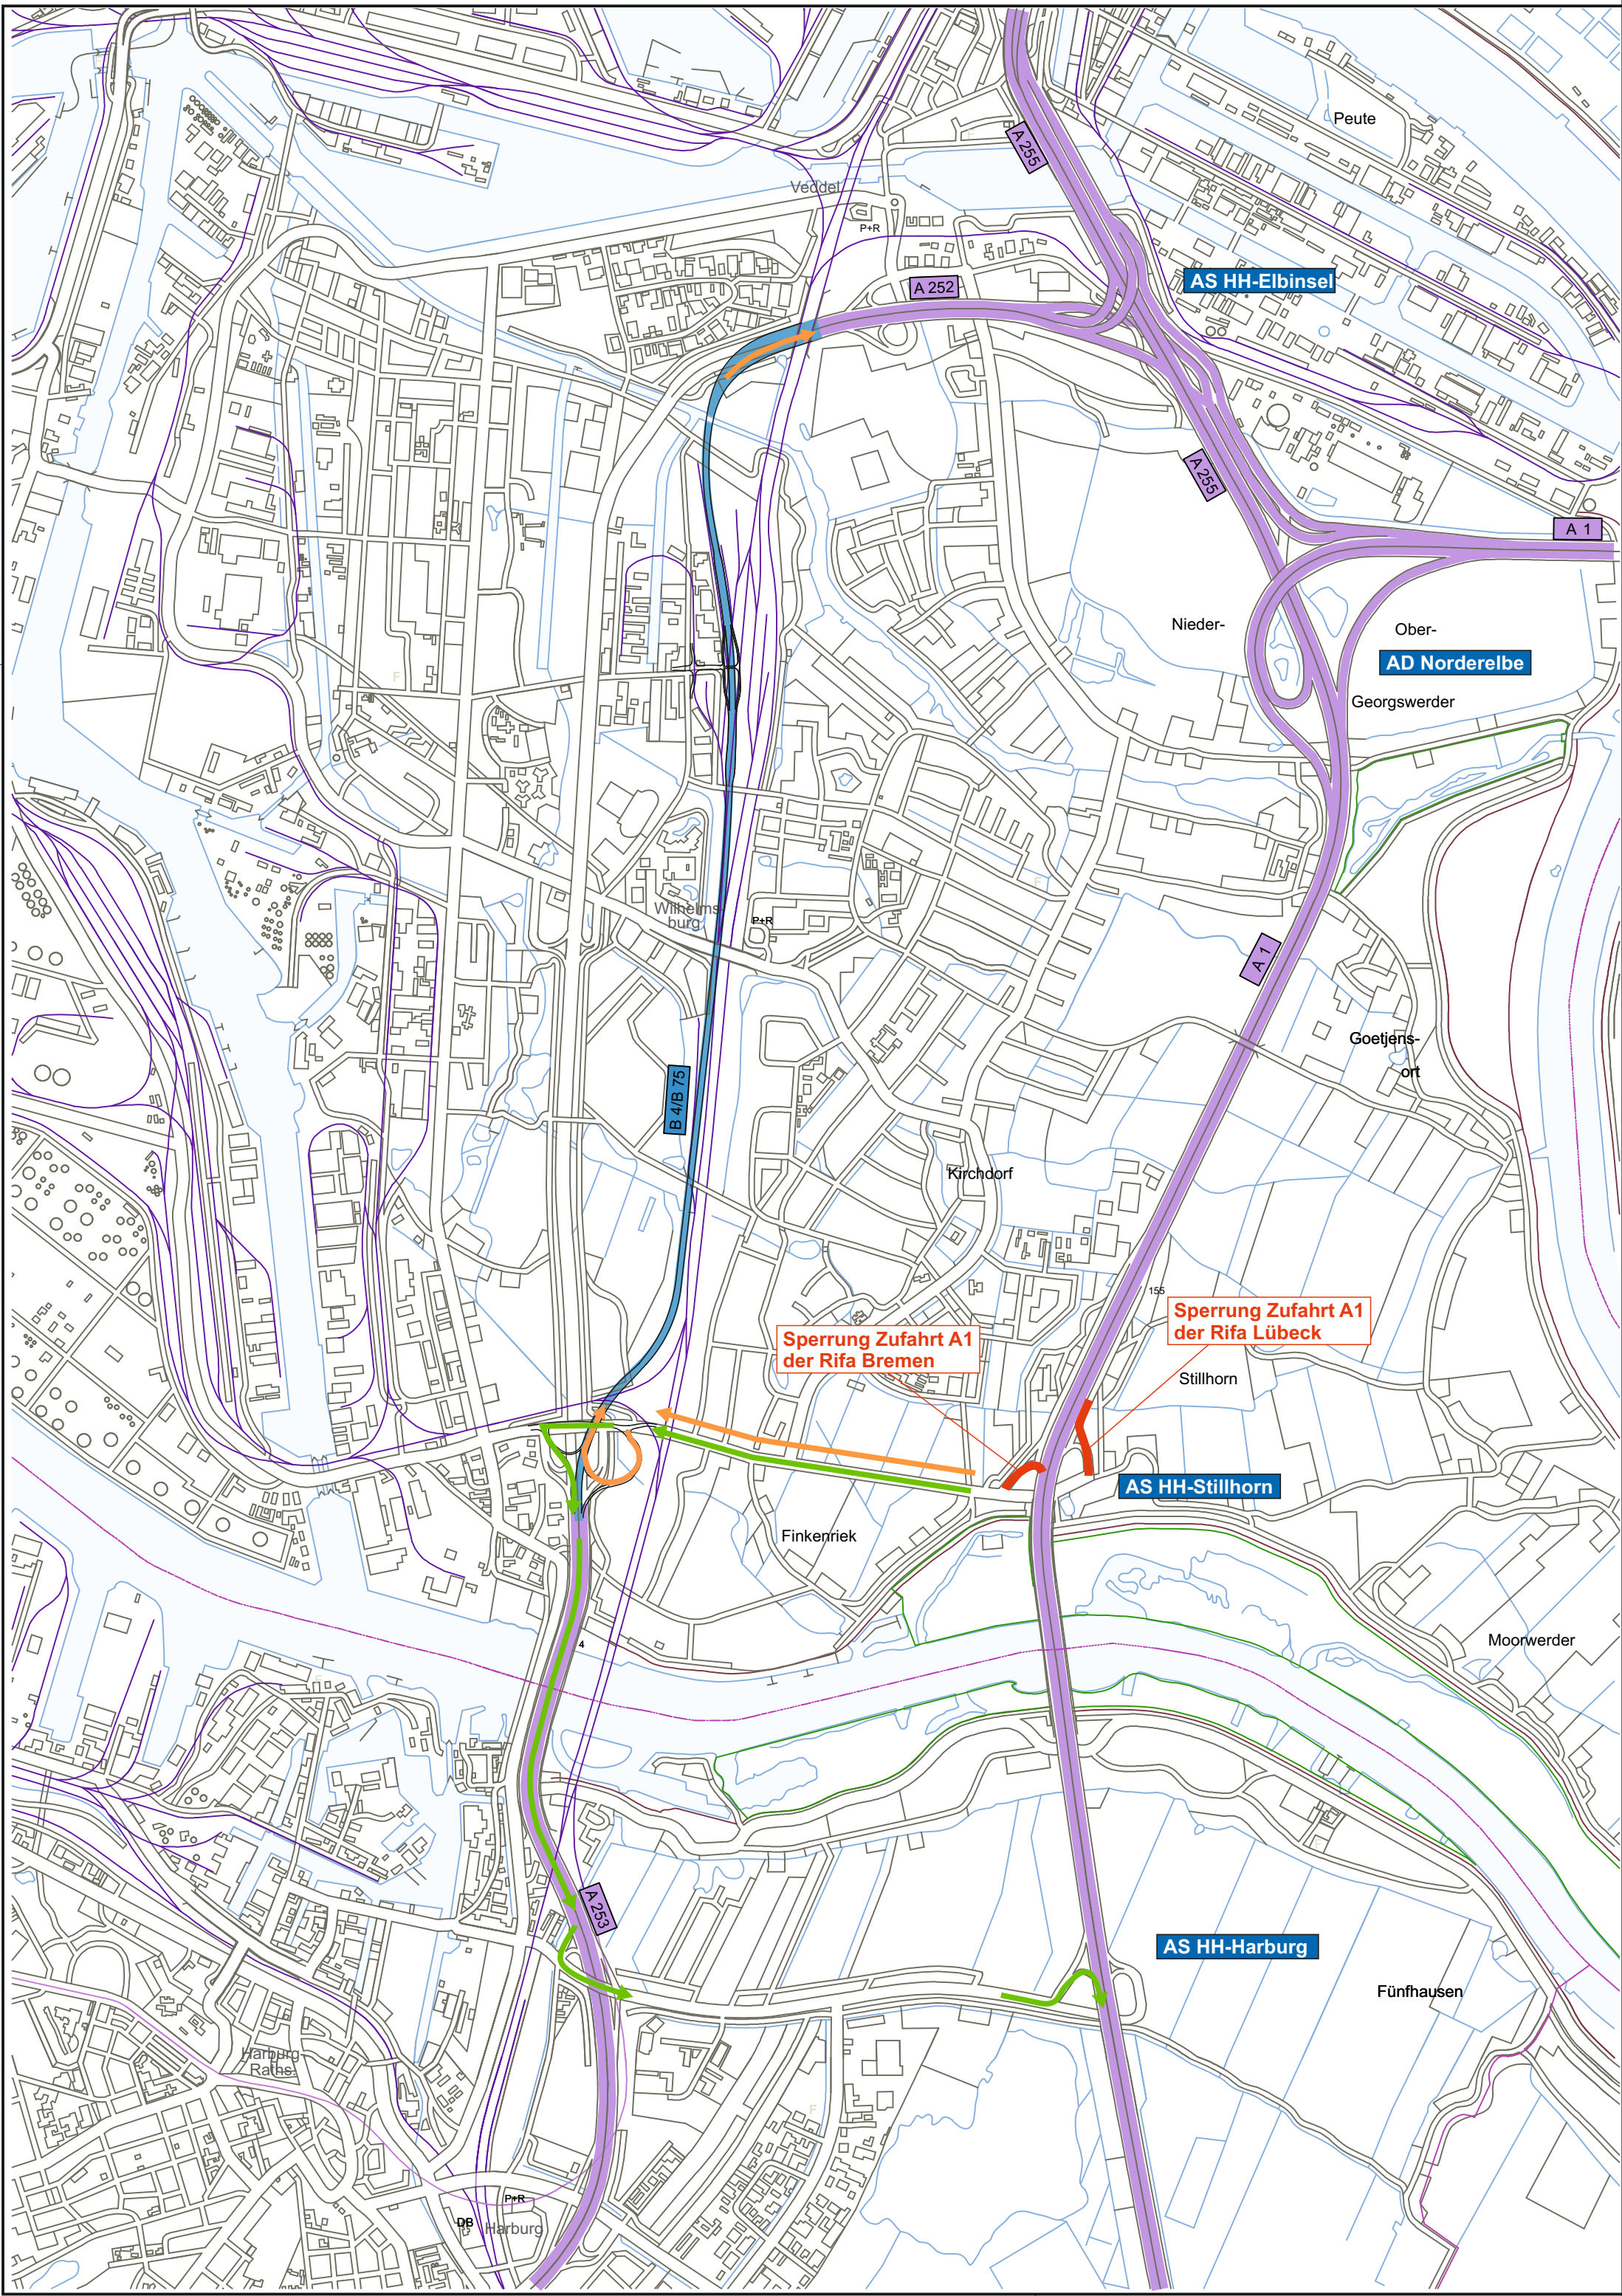 Peute
A 255
Veddel
P+R
AS HH-Elbinsel
A 252
A 255
A 1
Nieder-
Ober-
AD Norderelbe
Georgswerder
F
F
F
Wilhelms-
burg
P+R
A 1
Goetjens-
ort
B 4/B 75
Kirchdorf
155
Sperrung Zufahrt A1
der Rifa Lübeck
Sperrung Zufahrt A1
der Rifa Bremen
Stillhorn
AS HH-Stillhorn
Finkenriek
4
Moorwerder
F
F
A 253
AS HH-Harburg
Fünfhausen
Harburg-
Raths.
F
P+R
DB
Harburg